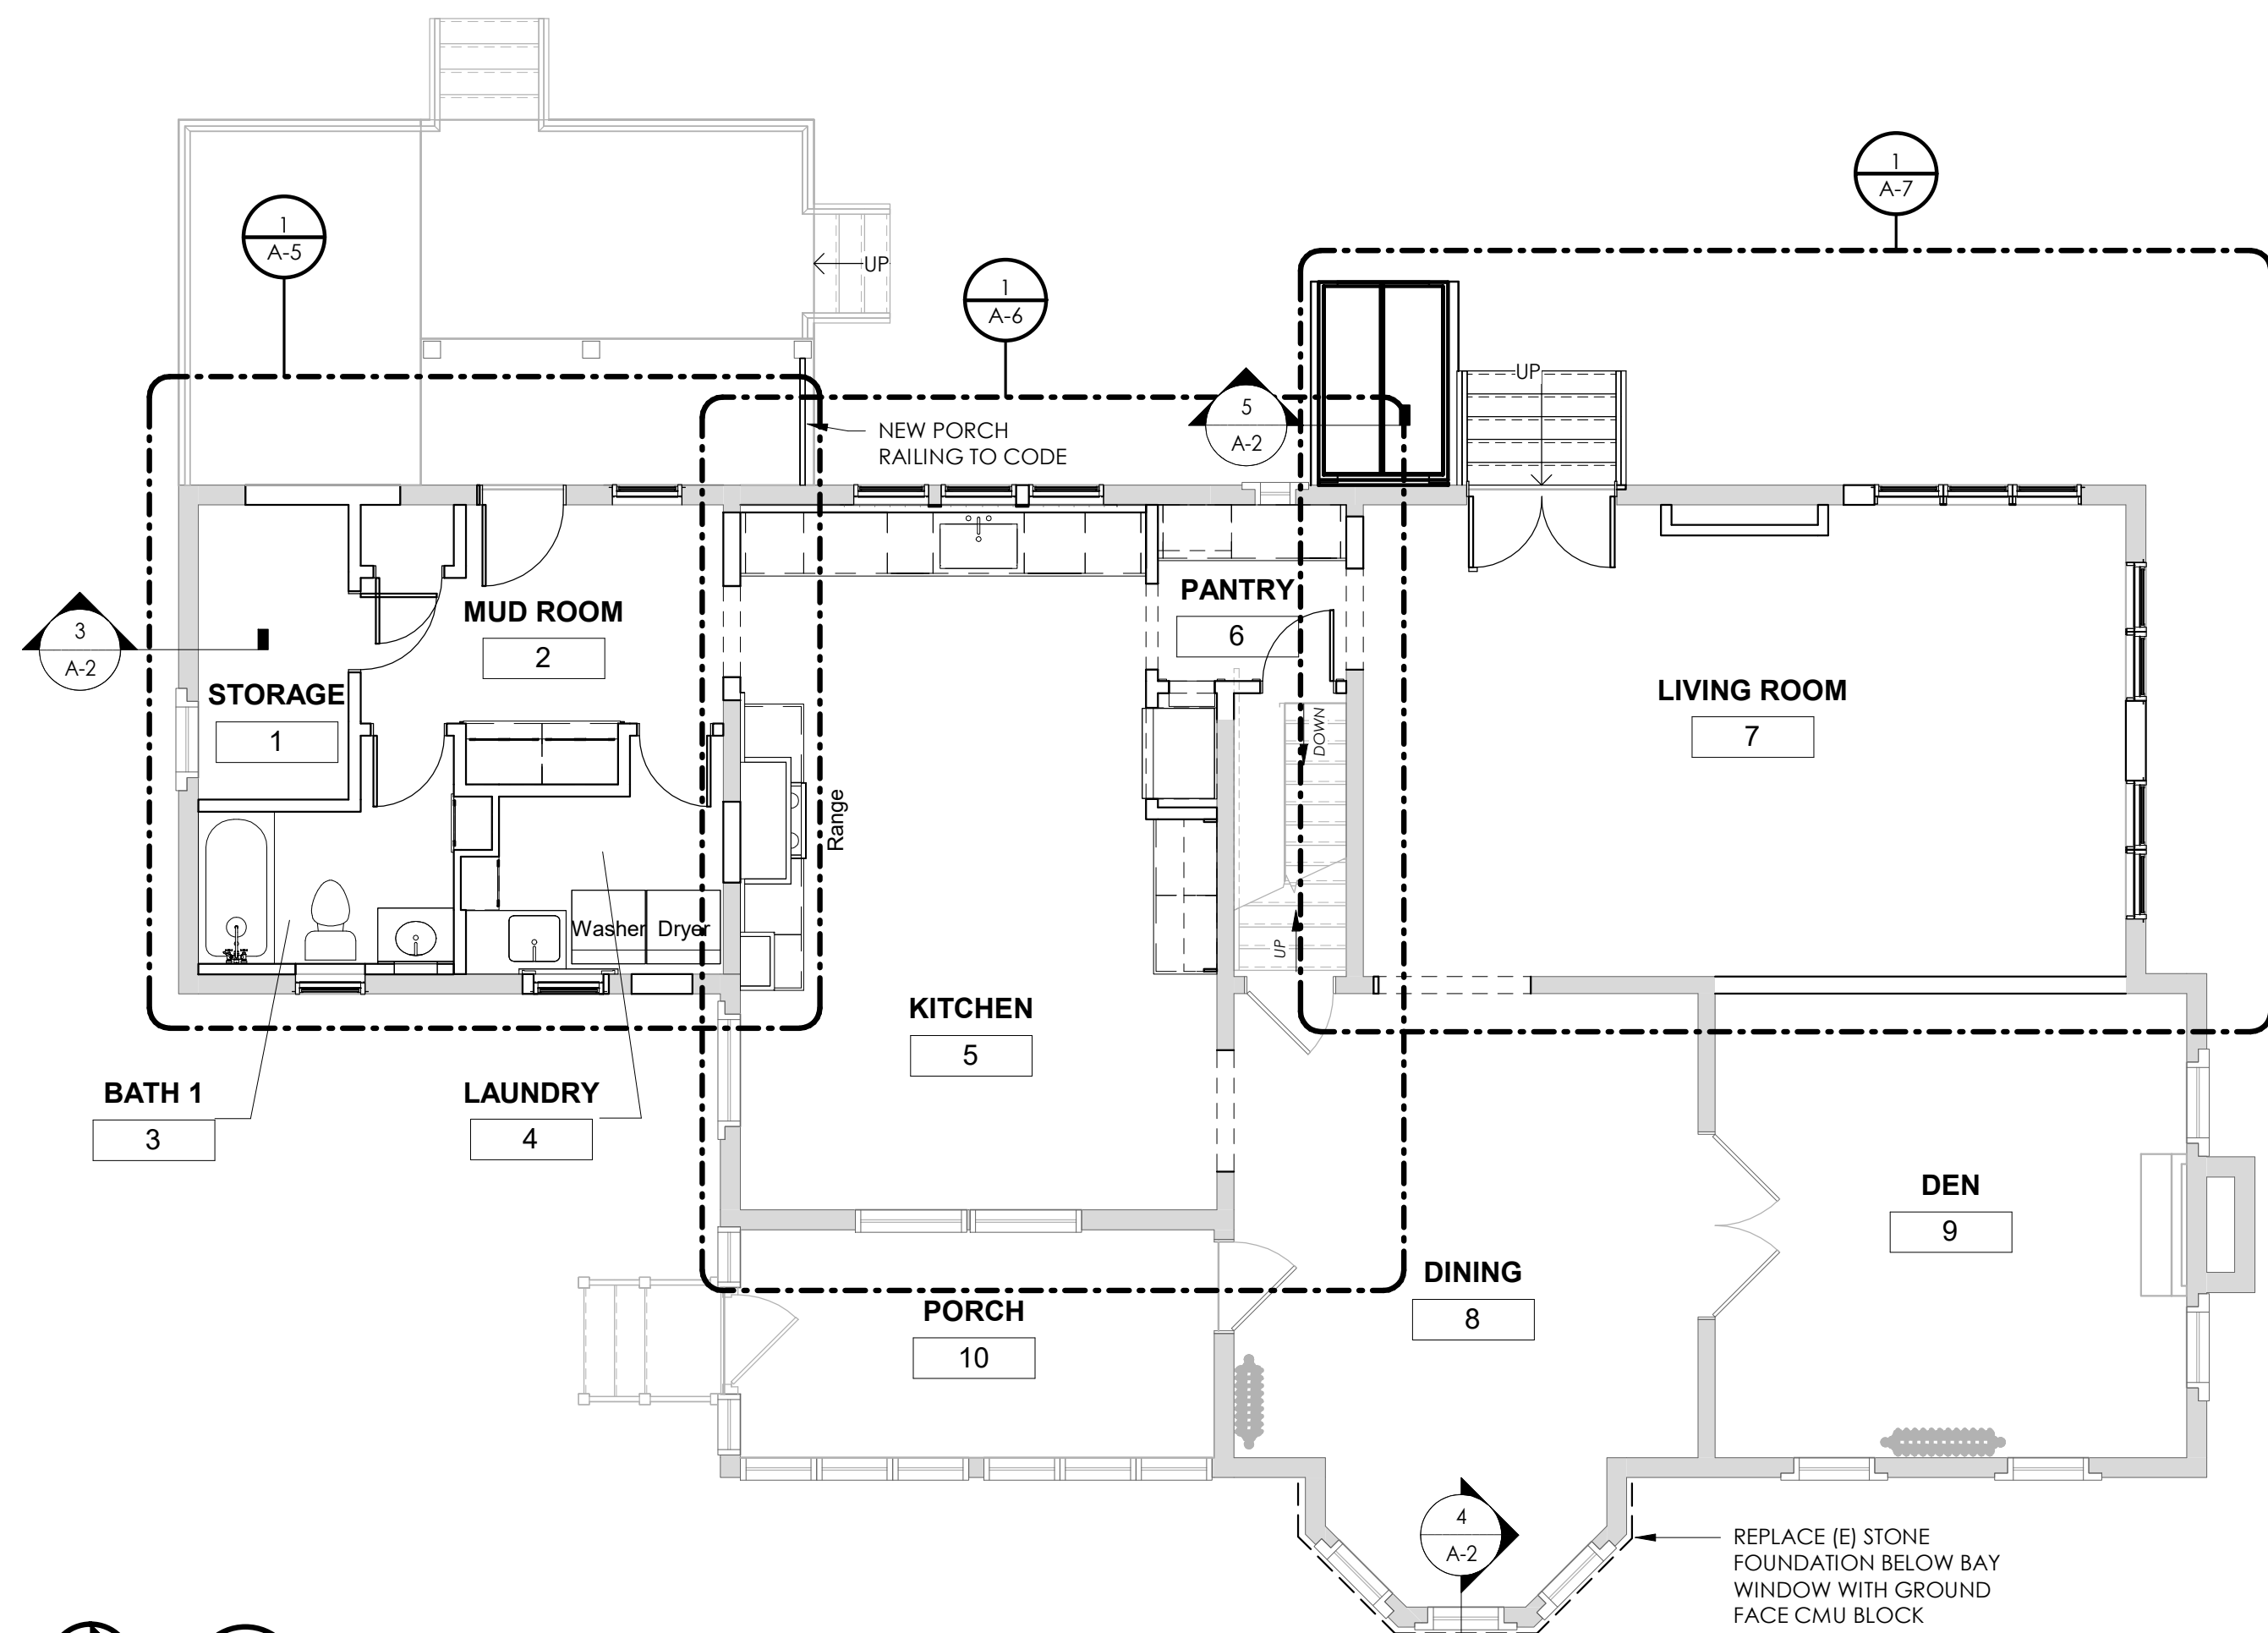 1
A-7
1
A-5
UP
1
A-6
UP
5
A-2
NEW PORCH
RAILING TO CODE
PANTRY
6
MUD ROOM
2
3
A-2
STORAGE
1
LIVING ROOM
7
DOWN
Range
Washer Dryer
UP
KITCHEN
5
BATH 1
3
LAUNDRY
4
DEN
9
DINING
8
PORCH
10
4
A-2
REPLACE (E) STONE
FOUNDATION BELOW BAY
WINDOW WITH GROUND
FACE CMU BLOCK